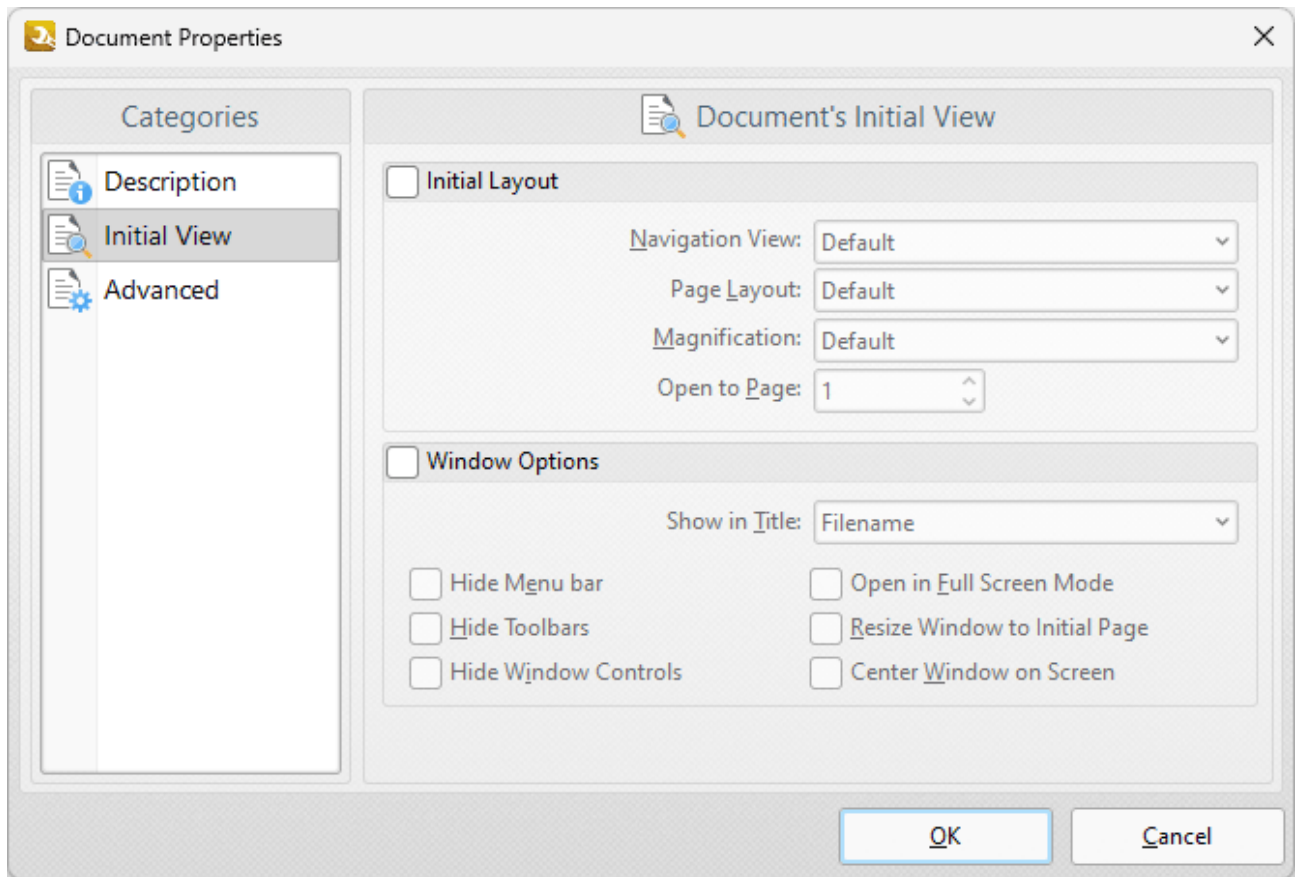 Document Properties
Categories
Description
Initial View
Advanced
Document's Initial View
Initial Layout
Navigation View: Default
Page Layout: Default
Magnification: Default
Open to Page: 1
Window Options
Show in Title: Filename
Hide Menu bar
Open in Full Screen Mode
Hide Toolbars
Resize Window to Initial Page
Hide Window Controls
Center Window on Screen
OK
Cancel